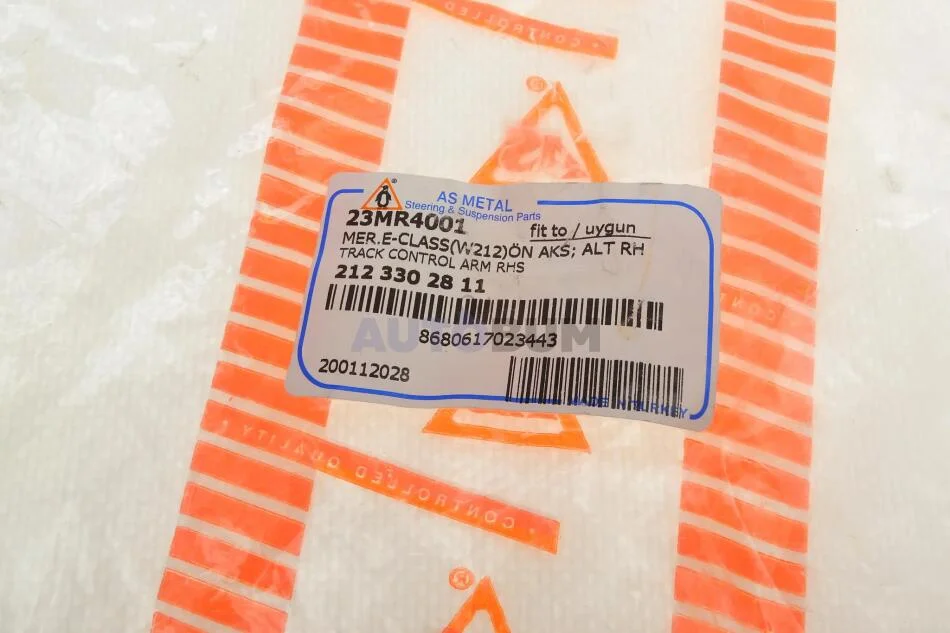 CONTROLLED
®
®
AS METAL
Steering & Suspension Parts
23MR4001
fit to / uygun
MER.E-CLASS(W212)ÖN AKS; ALT RH
TRACK CONTROL ARM RHS
212 330 28 11
AUTOBUM
8680617023443
200112028
MADE IN TURKEY
CONTROLLED QUALITY
®